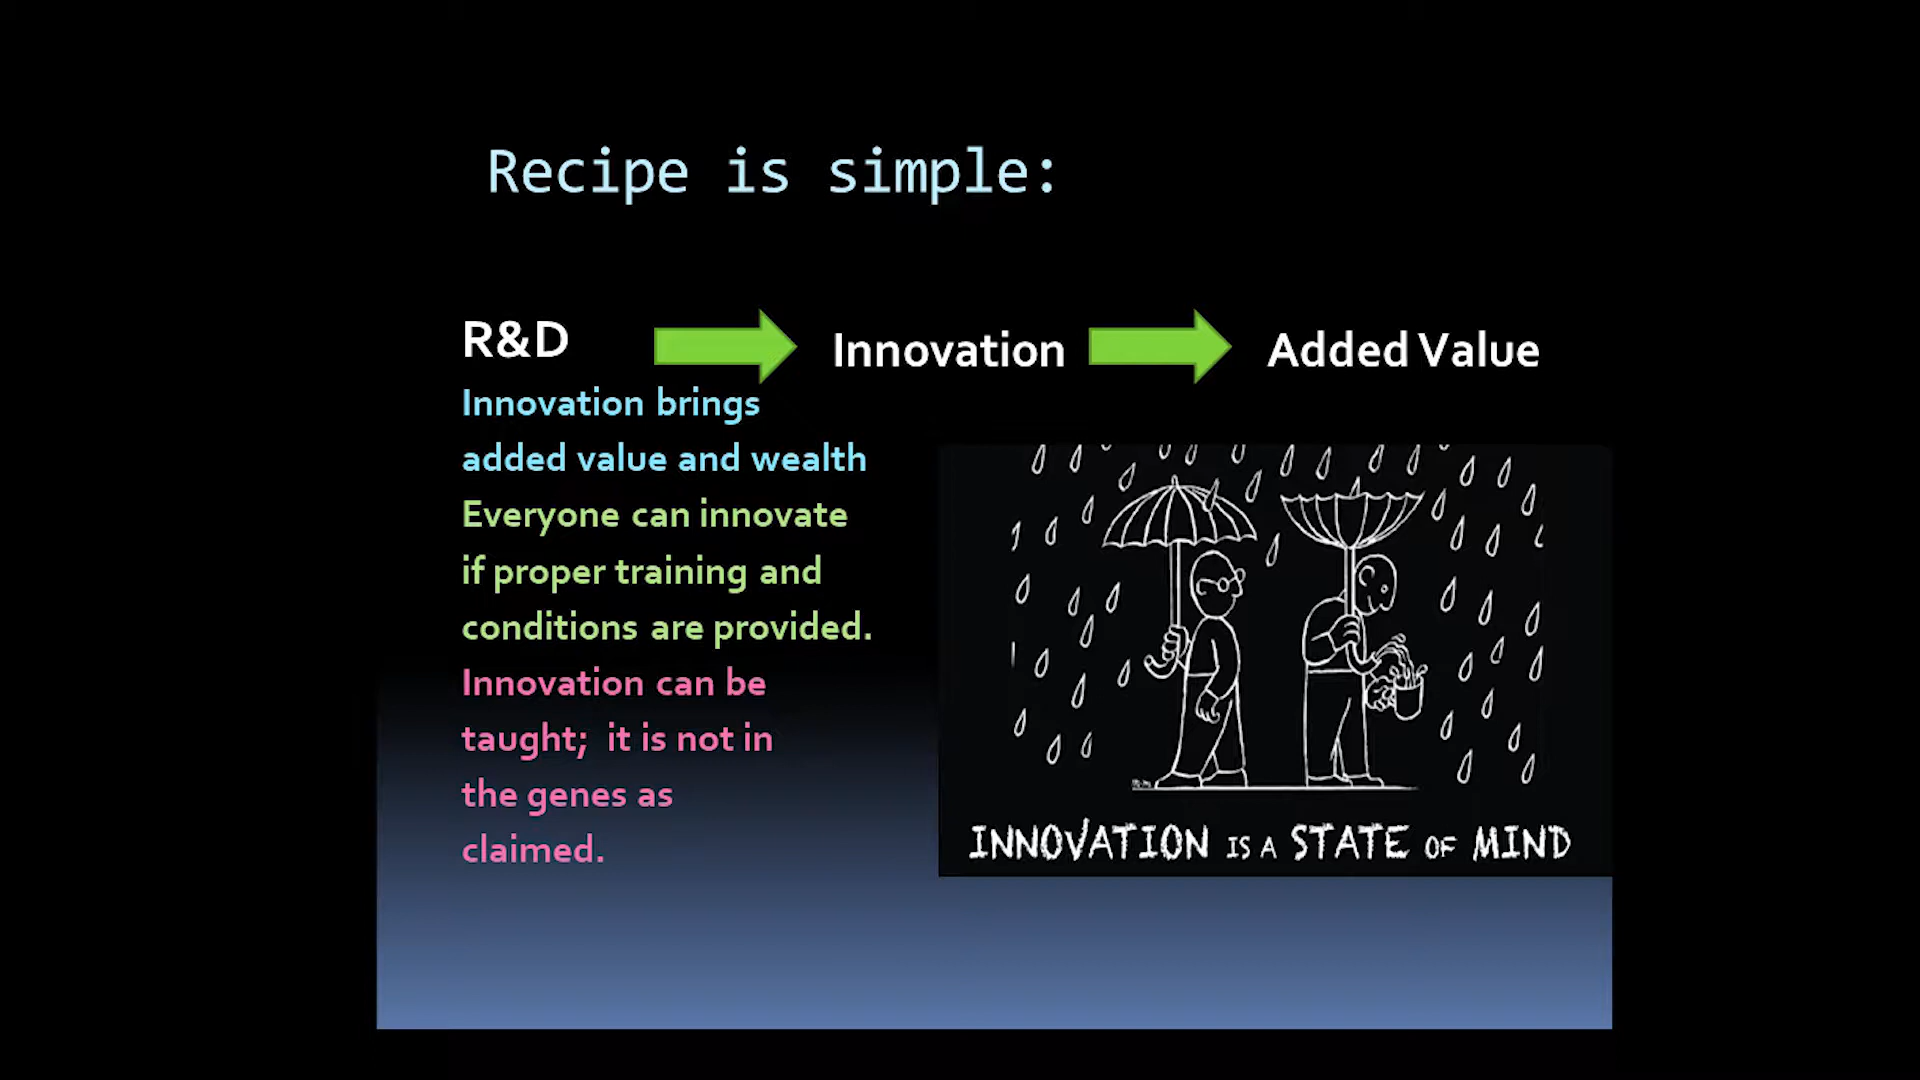 Recipe is simple:
R&D Innovation Added Value
Innovation brings
added value and wealth
Everyone can innovate
if proper training and
conditions are provided.
Innovation can be
taught; it is not in
the genes as
claimed.
INNOVATION IS A STATE OF MIND